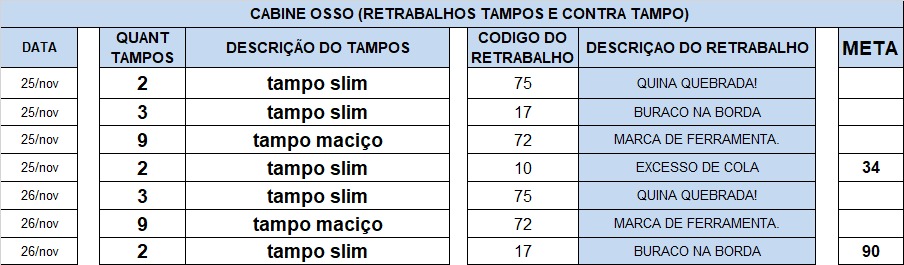 CABINE OSSO (RETRABALHOS TAMPOS E CONTRA TAMPO)
DATA QUANT TAMPOS DESCRIÇÃO DO TAMPOS CODIGO DO RETRABALHO DESCRIÇAO DO RETRABALHO META
25/nov 2 tampo slim 75 QUINA QUEBRADA!
25/nov 3 tampo slim 17 BURACO NA BORDA
25/nov 9 tampo maciço 72 MARCA DE FERRAMENTA.
25/nov 2 tampo slim 10 EXCESSO DE COLA 34
26/nov 3 tampo slim 75 QUINA QUEBRADA!
26/nov 9 tampo maciço 72 MARCA DE FERRAMENTA.
26/nov 2 tampo slim 17 BURACO NA BORDA 90